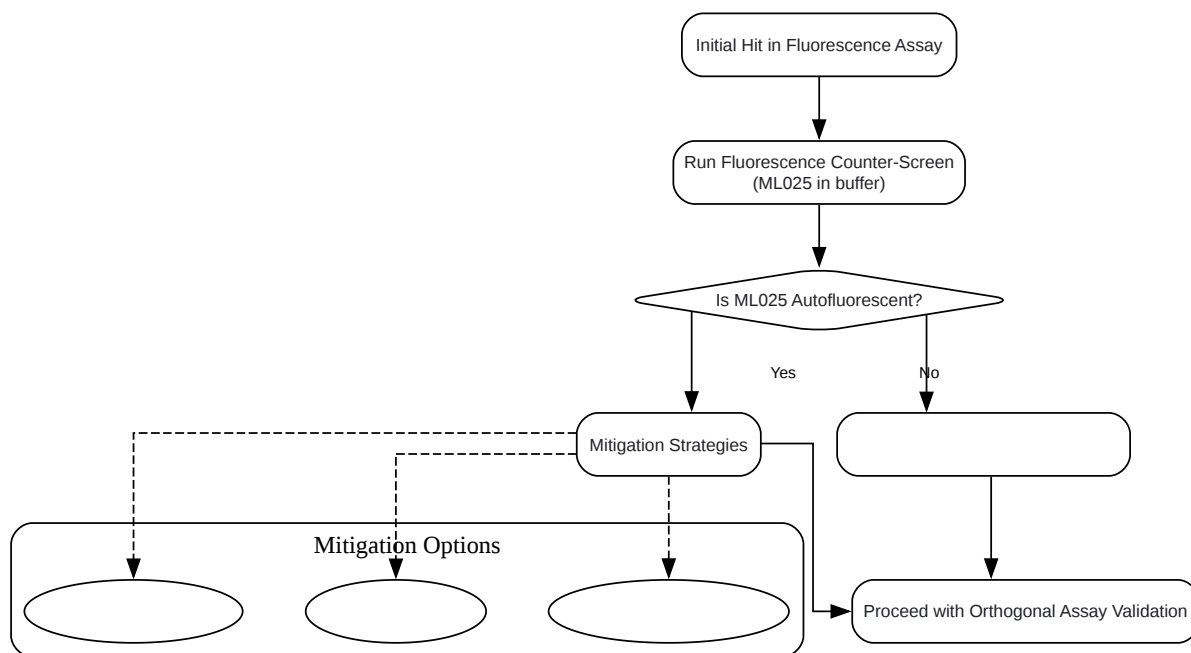 Initial Hit in Fluorescence Assay
Run Fluorescence Counter-Screen
(ML025 in buffer)
Is ML025 Autofluorescent?
Yes
No
Mitigation Strategies
Mitigation Options
Proceed with Orthogonal Assay Validation